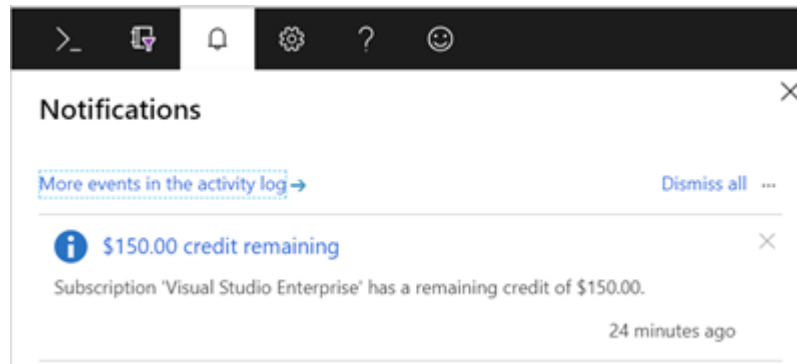 Notifications
More events in the activity log →
Dismiss all ...
$150.00 credit remaining
Subscription 'Visual Studio Enterprise' has a remaining credit of $150.00.
24 minutes ago